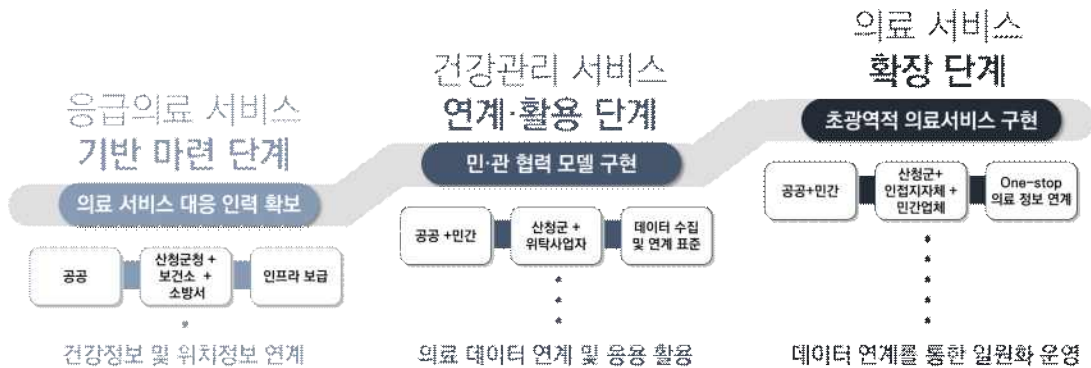 응급의료 서비스
기반 마련 단계
의료 서비스 대응 인력 확보
공공
산청군청 +
보건소 +
소방서
인프라 보급
건강정보 및 위치정보 연계
건강관리 서비스
연계·활용 단계
민·관 협력 모델 구현
공공 +민간
산청군 +
위탁사업자
데이터 수집
및 연계 표준
의료 데이터 연계 및 응용 활용
의료 서비스
확장 단계
초광역적 의료서비스 구현
공공+민간
산청군+
인접지자체 +
민간업체
One-stop
의료 정보 연계
데이터 연계를 통한 일원화 운영